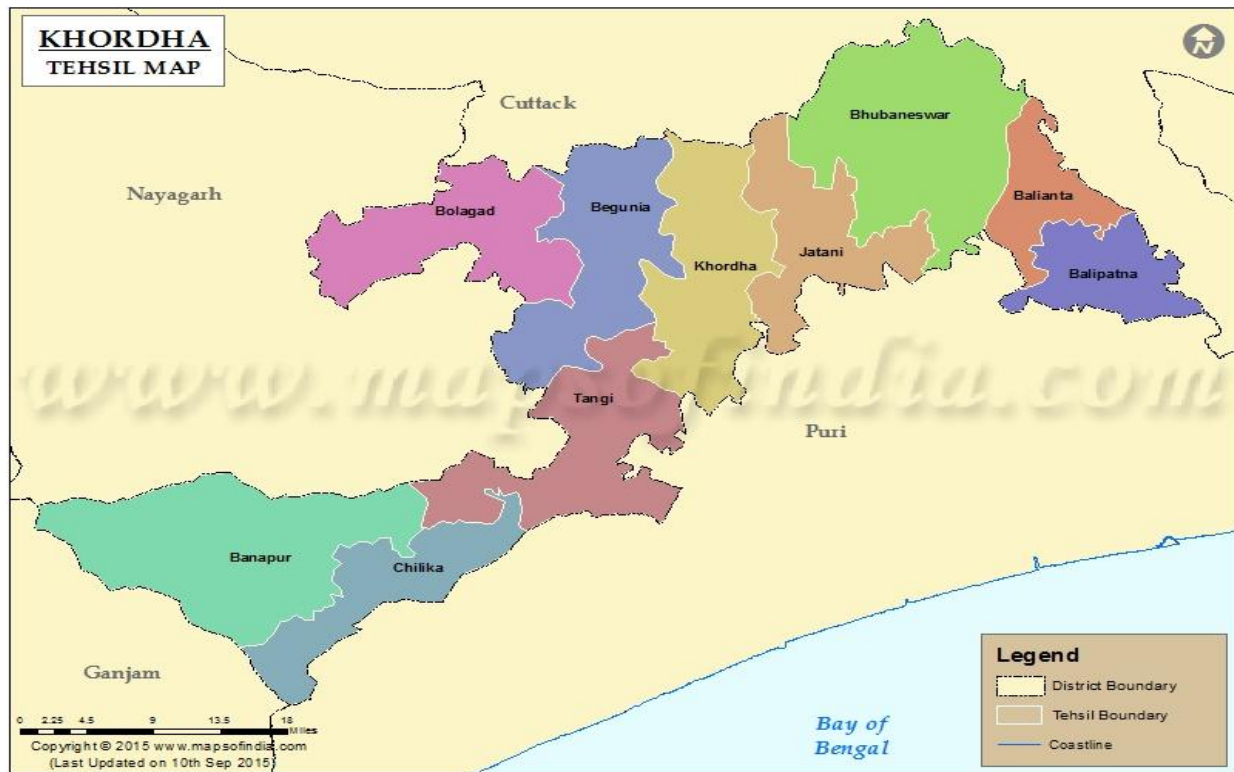 KHORDHA
TEHSIL MAP
N
Cuttack
Bhubaneswar
Nayagarh
Bolagad
Begunia
Balianta
Jatani
Khordha
Balipatna
www.mapsofindia.com
Tangi
Puri
Banapur
Chilika
Ganjam
Legend
District Boundary
Tehsil Boundary
Coastline
Bay of
Bengal
0 2.25 4.5 9 13.5 18
Miles
Copyright © 2015 www.mapsofindia.com
(Last Updated on 10th Sep 2015)